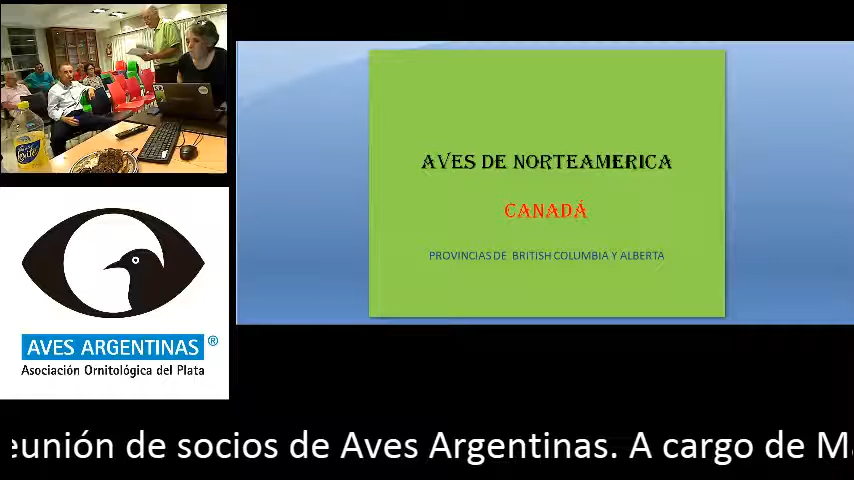 AVES DE NORTEAMERICA
CANADÁ
PROVINCIAS DE BRITISH COLUMBIA Y ALBERTA
AVES ARGENTINAS ®
Asociación Ornitológica del Plata
eunión de socios de Aves Argentinas. A cargo de Ma